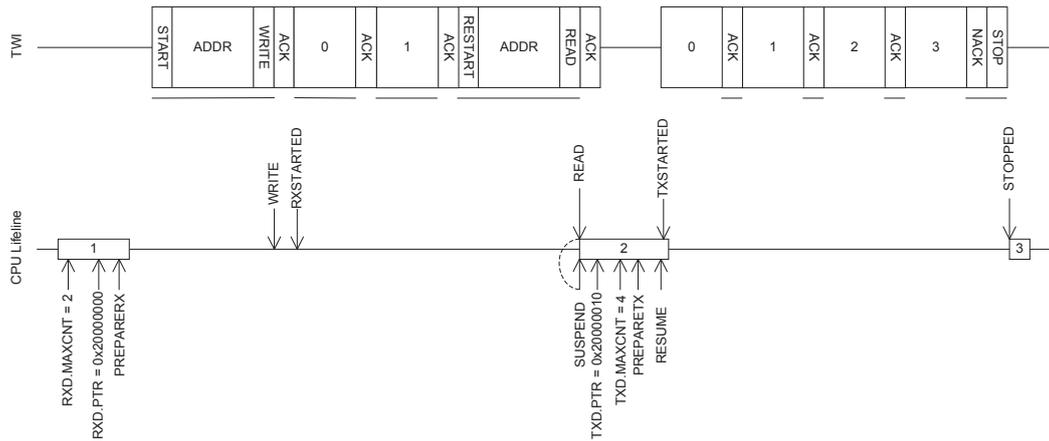 TWI
START
ADDR
WRITE
ACK
0
ACK
1
ACK
RESTART
ADDR
READ
ACK
0
ACK
1
ACK
2
ACK
3
NACK
STOP
WRITE
RXSTARTED
READ
TXSTARTED
STOPPED
CPU Lifeline
1
2
3
RXD.MAXCNT = 2
RXD.PTR = 0x20000000
PREPARERX
SUSPEND
TXD.PTR = 0x20000010
TXD.MAXCNT = 4
PREPARETX
RESUME